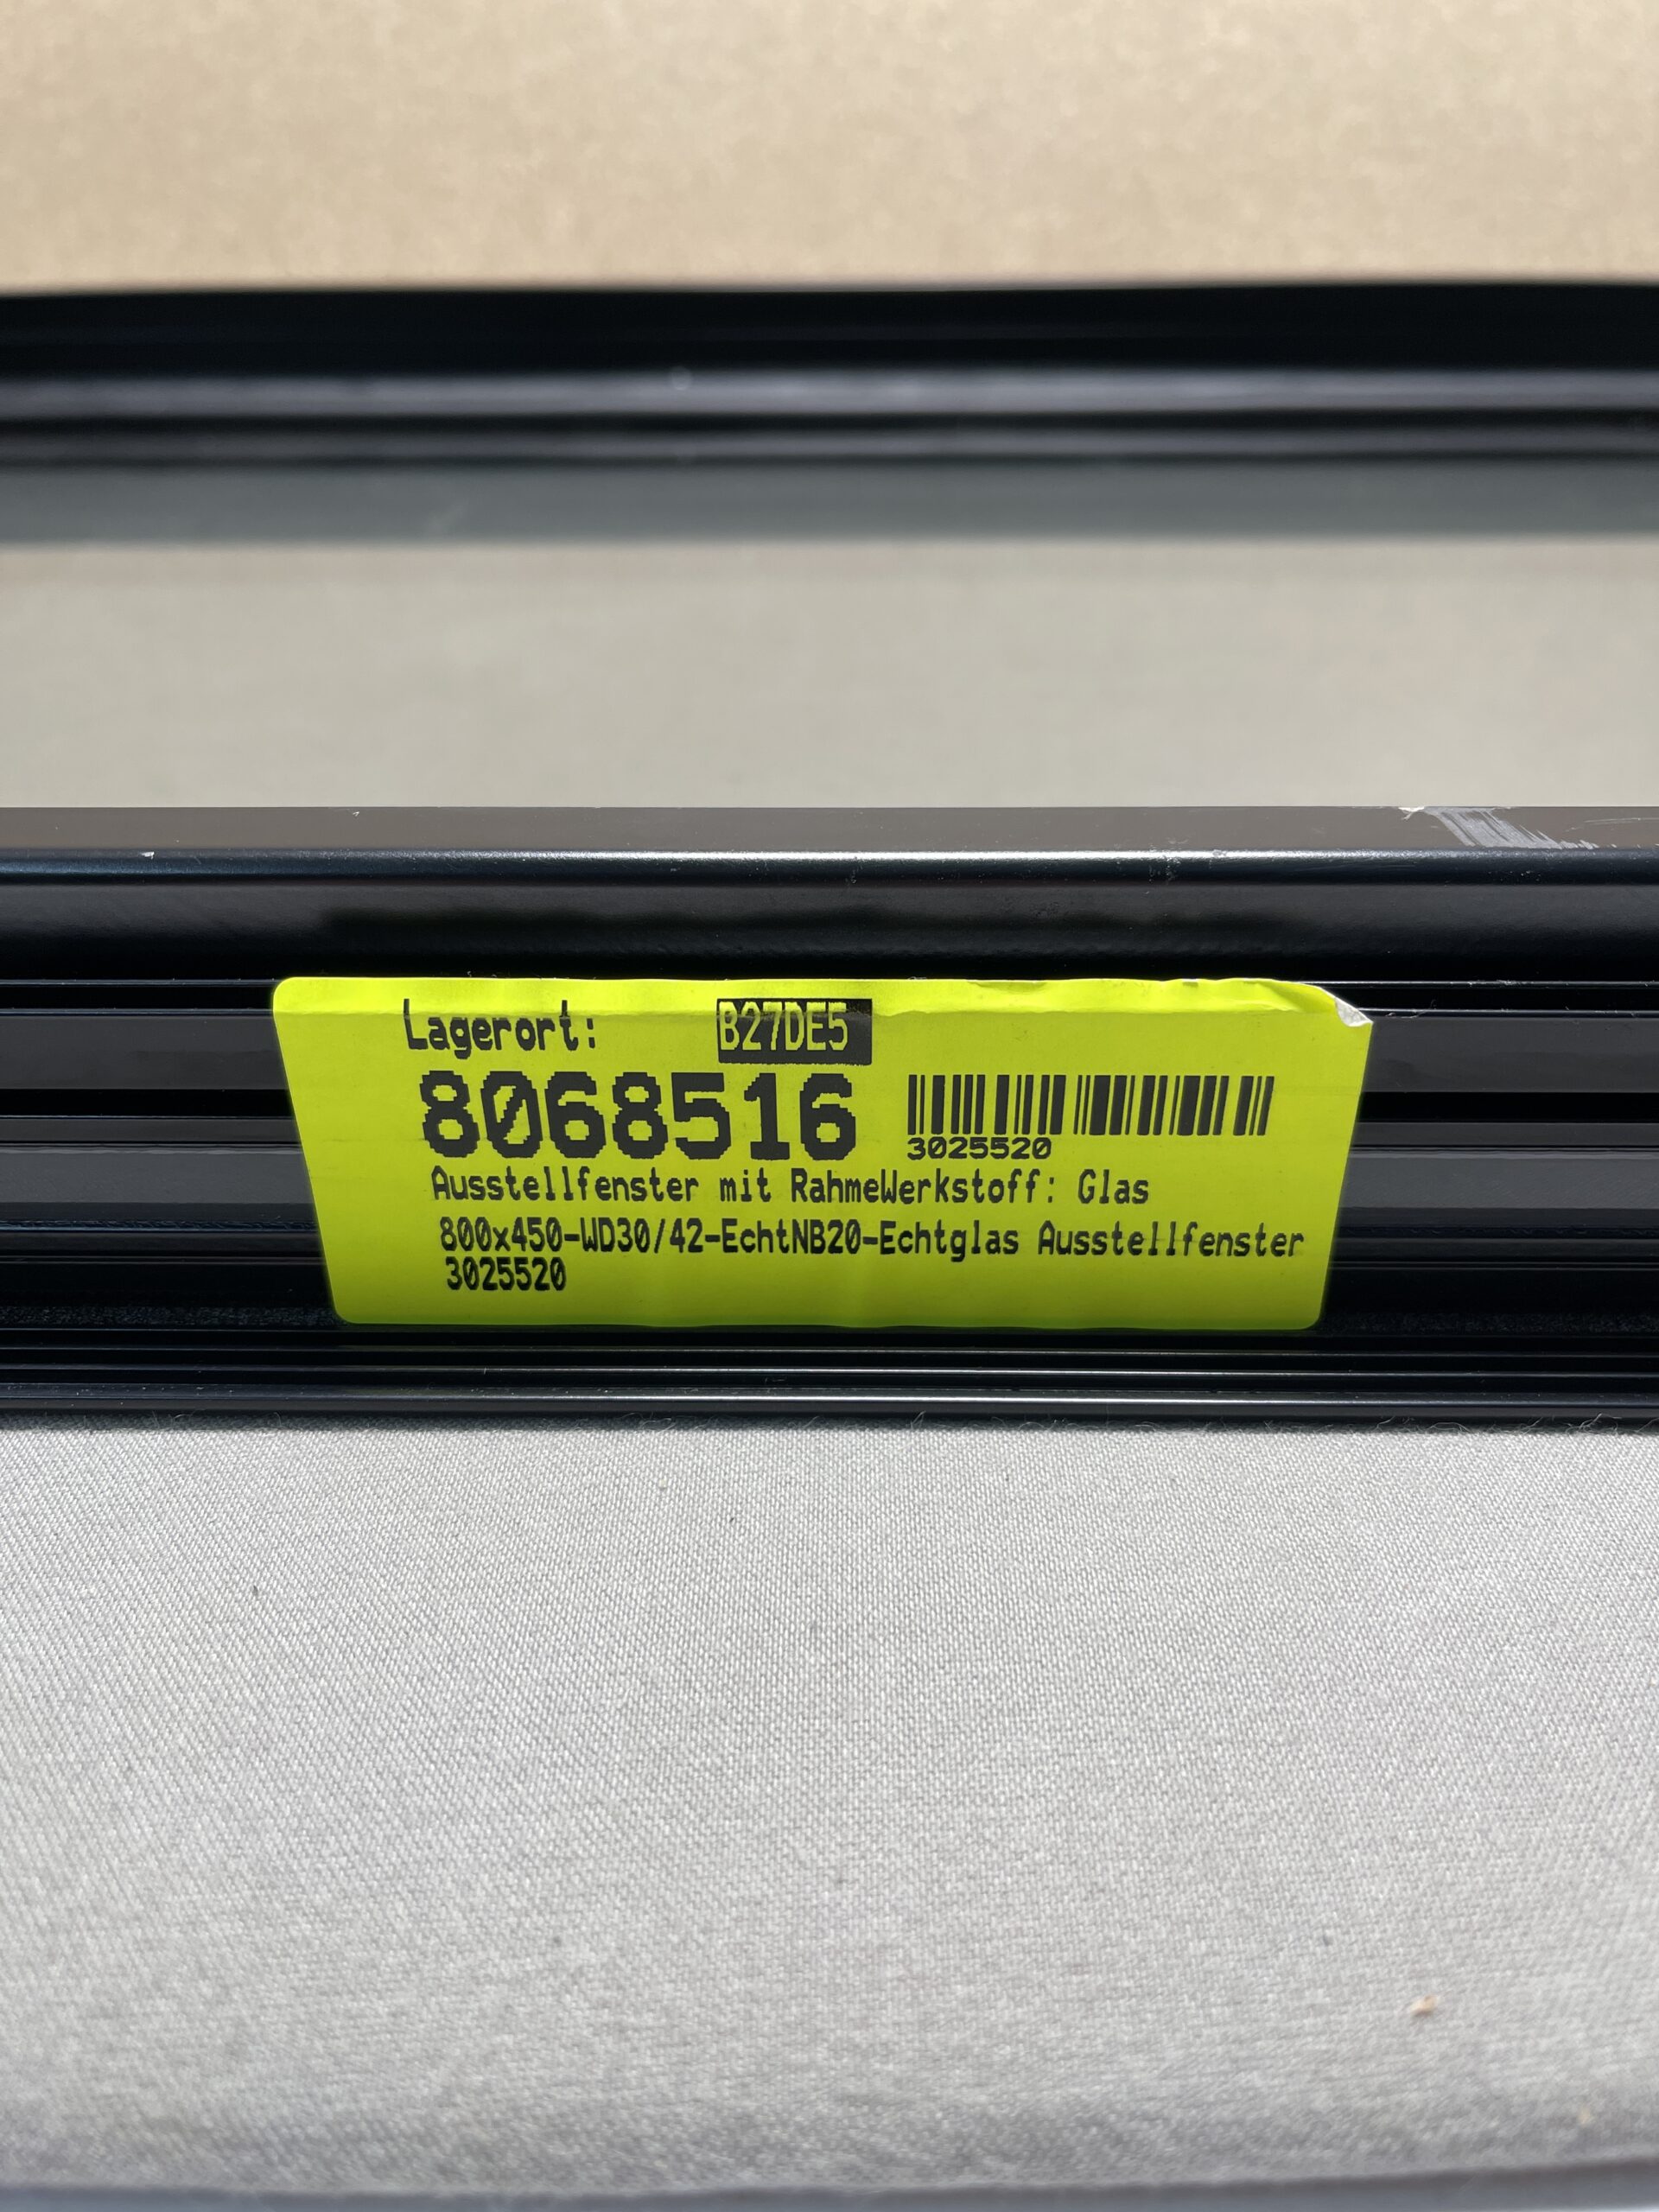 Lagerort: B27DE5
8068516
3025520
Ausstellfenster mit RahmeWerkstoff: Glas
800x450-WD30/42-EchtNB20-Echtglas Ausstellfenster
3025520